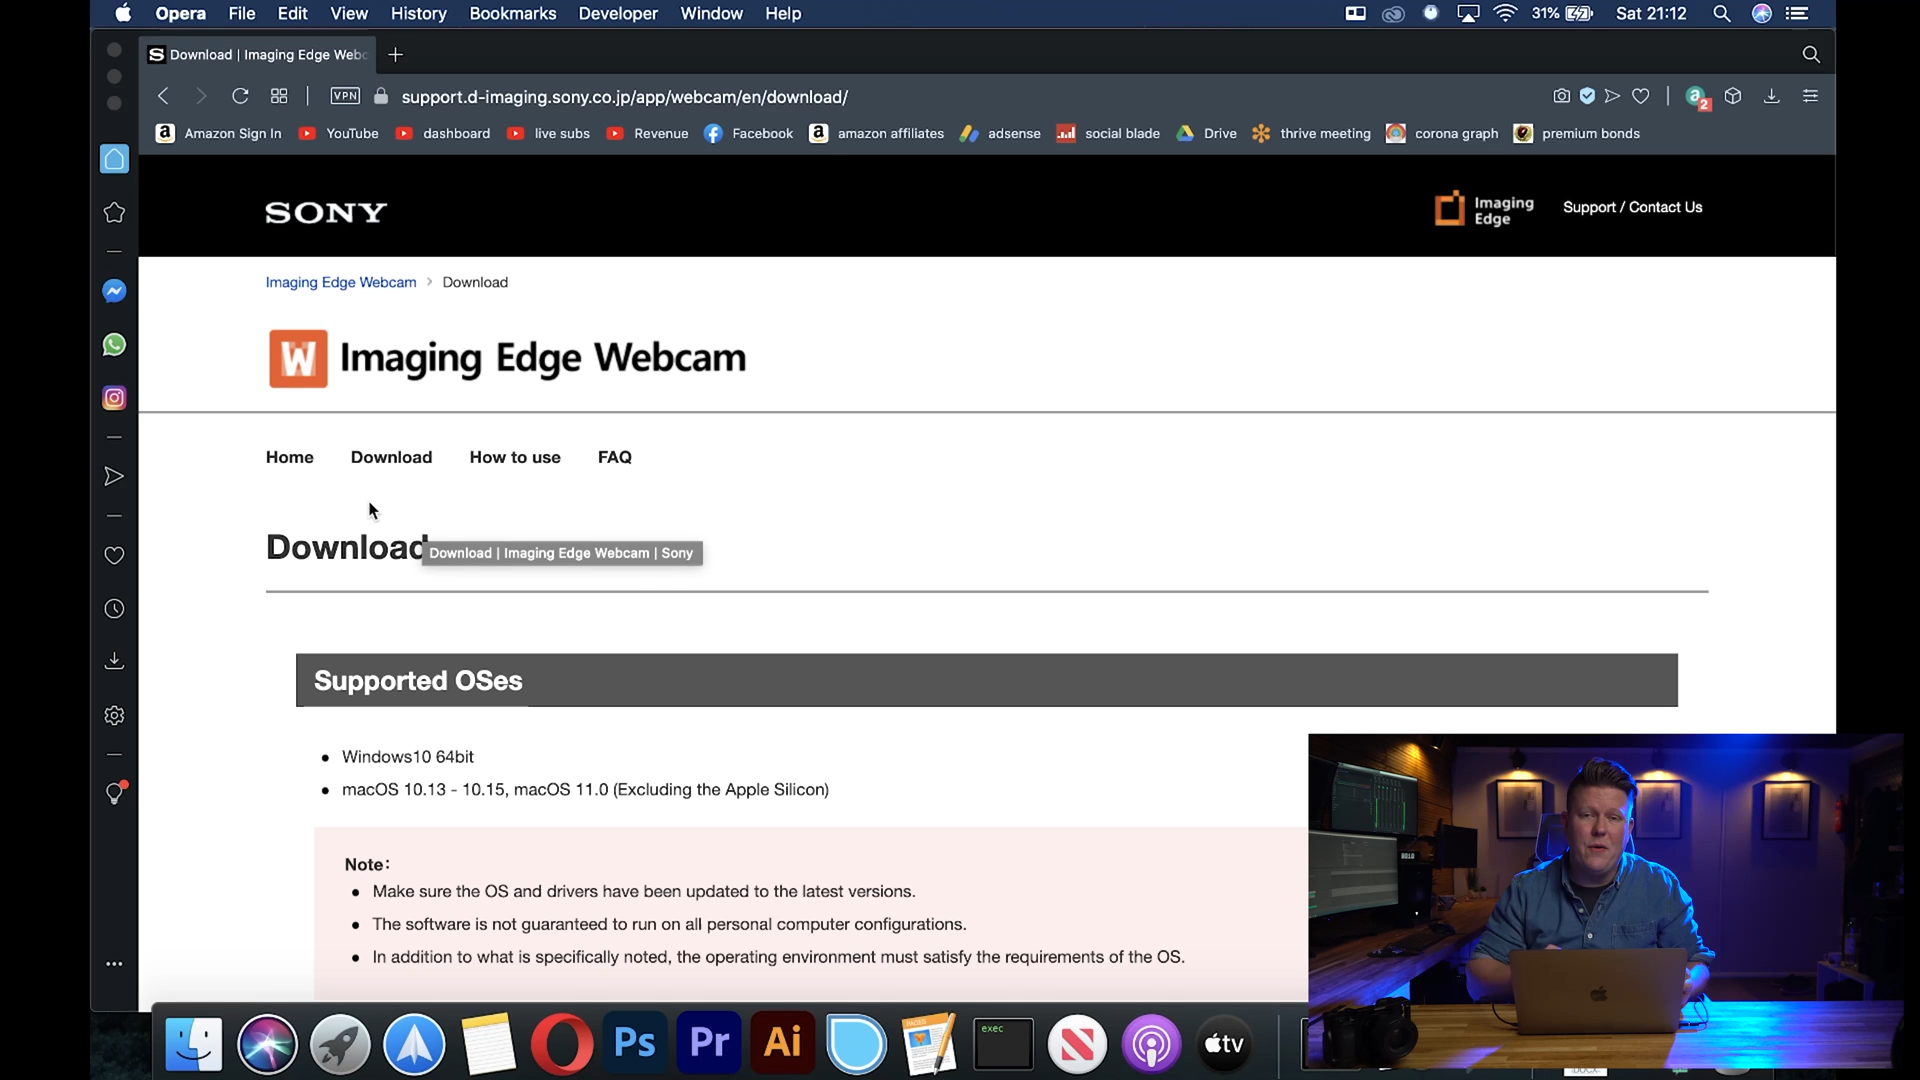 Opera File Edit View History Bookmarks Developer Window Help 31% Sat 21:12
S Download | Imaging Edge Webc
VPN support.d-imaging.sony.co.jp/app/webcam/en/download/ a 2
a Amazon Sign In YouTube dashboard live subs Revenue Facebook a amazon affiliates adsense social blade Drive thrive meeting corona graph premium bonds
SONY
Imaging
Edge
Support / Contact Us
Imaging Edge Webcam > Download
W Imaging Edge Webcam
Home Download How to use FAQ
Download
Download | Imaging Edge Webcam | Sony
Supported OSes
• Windows10 64bit
• macOS 10.13 - 10.15, macOS 11.0 (Excluding the Apple Silicon)
Note:
• Make sure the OS and drivers have been updated to the latest versions.
• The software is not guaranteed to run on all personal computer configurations.
• In addition to what is specifically noted, the operating environment must satisfy the requirements of the OS.
Ps Pr Ai PAGES exec N tv